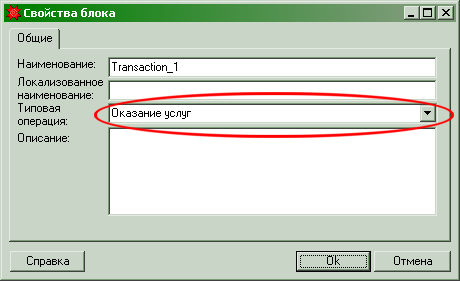 Свойства блока
Общие
Наименование:
Transaction_1
Локализованное
наименование:
Типовая
операция:
Оказание услуг
Описание:
Справка
Ok
Отмена